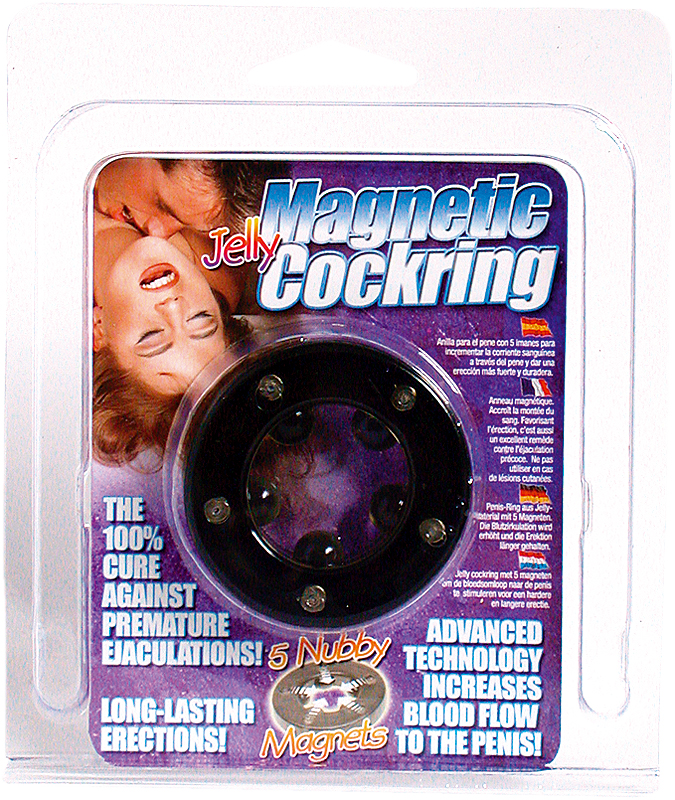 Jelly Magnetic
Cockring
Anilla para el pene con 5 imanes para
incrementar la corriente sanguínea
a través del pene y dar una
erección más fuerte y duradera.
Anneau magnétique.
Accroît la montée du
sang. Favorisant
l'érection, c'est aussi
un excellent remède
contre l'éjaculation
précoce. Ne pas
utiliser en cas
de lésions cutanées.
Penis-Ring aus Jelly-
material mit 5 Magneten.
Die Blutzirkulation wird
erhöht und die Erektion
länger gehalten.
Jelly cockring met 5 magneten
om de bloedsomloop naar de penis
te stimuleren voor een hardere
en langere erectie.
THE
100%
CURE
AGAINST
PREMATURE
EJACULATIONS!
LONG-LASTING
ERECTIONS!
5 Nubby
Magnets
ADVANCED
TECHNOLOGY
INCREASES
BLOOD FLOW
TO THE PENIS!